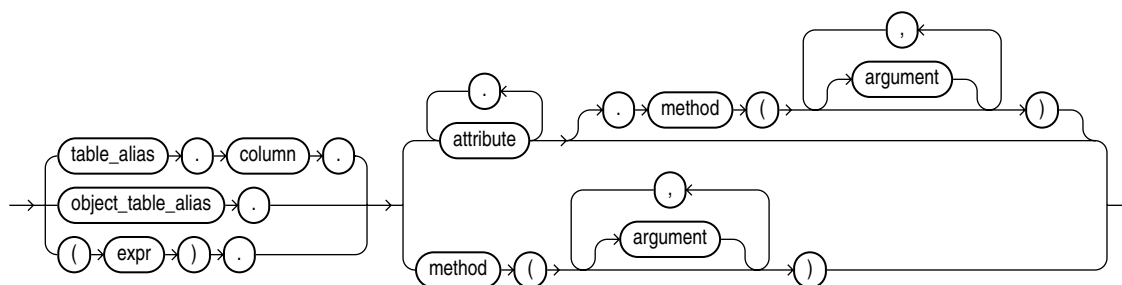 ,
argument
.
. method ( )
attribute
table_alias . column .
object_table_alias .
( expr ) .
,
argument
method ( )